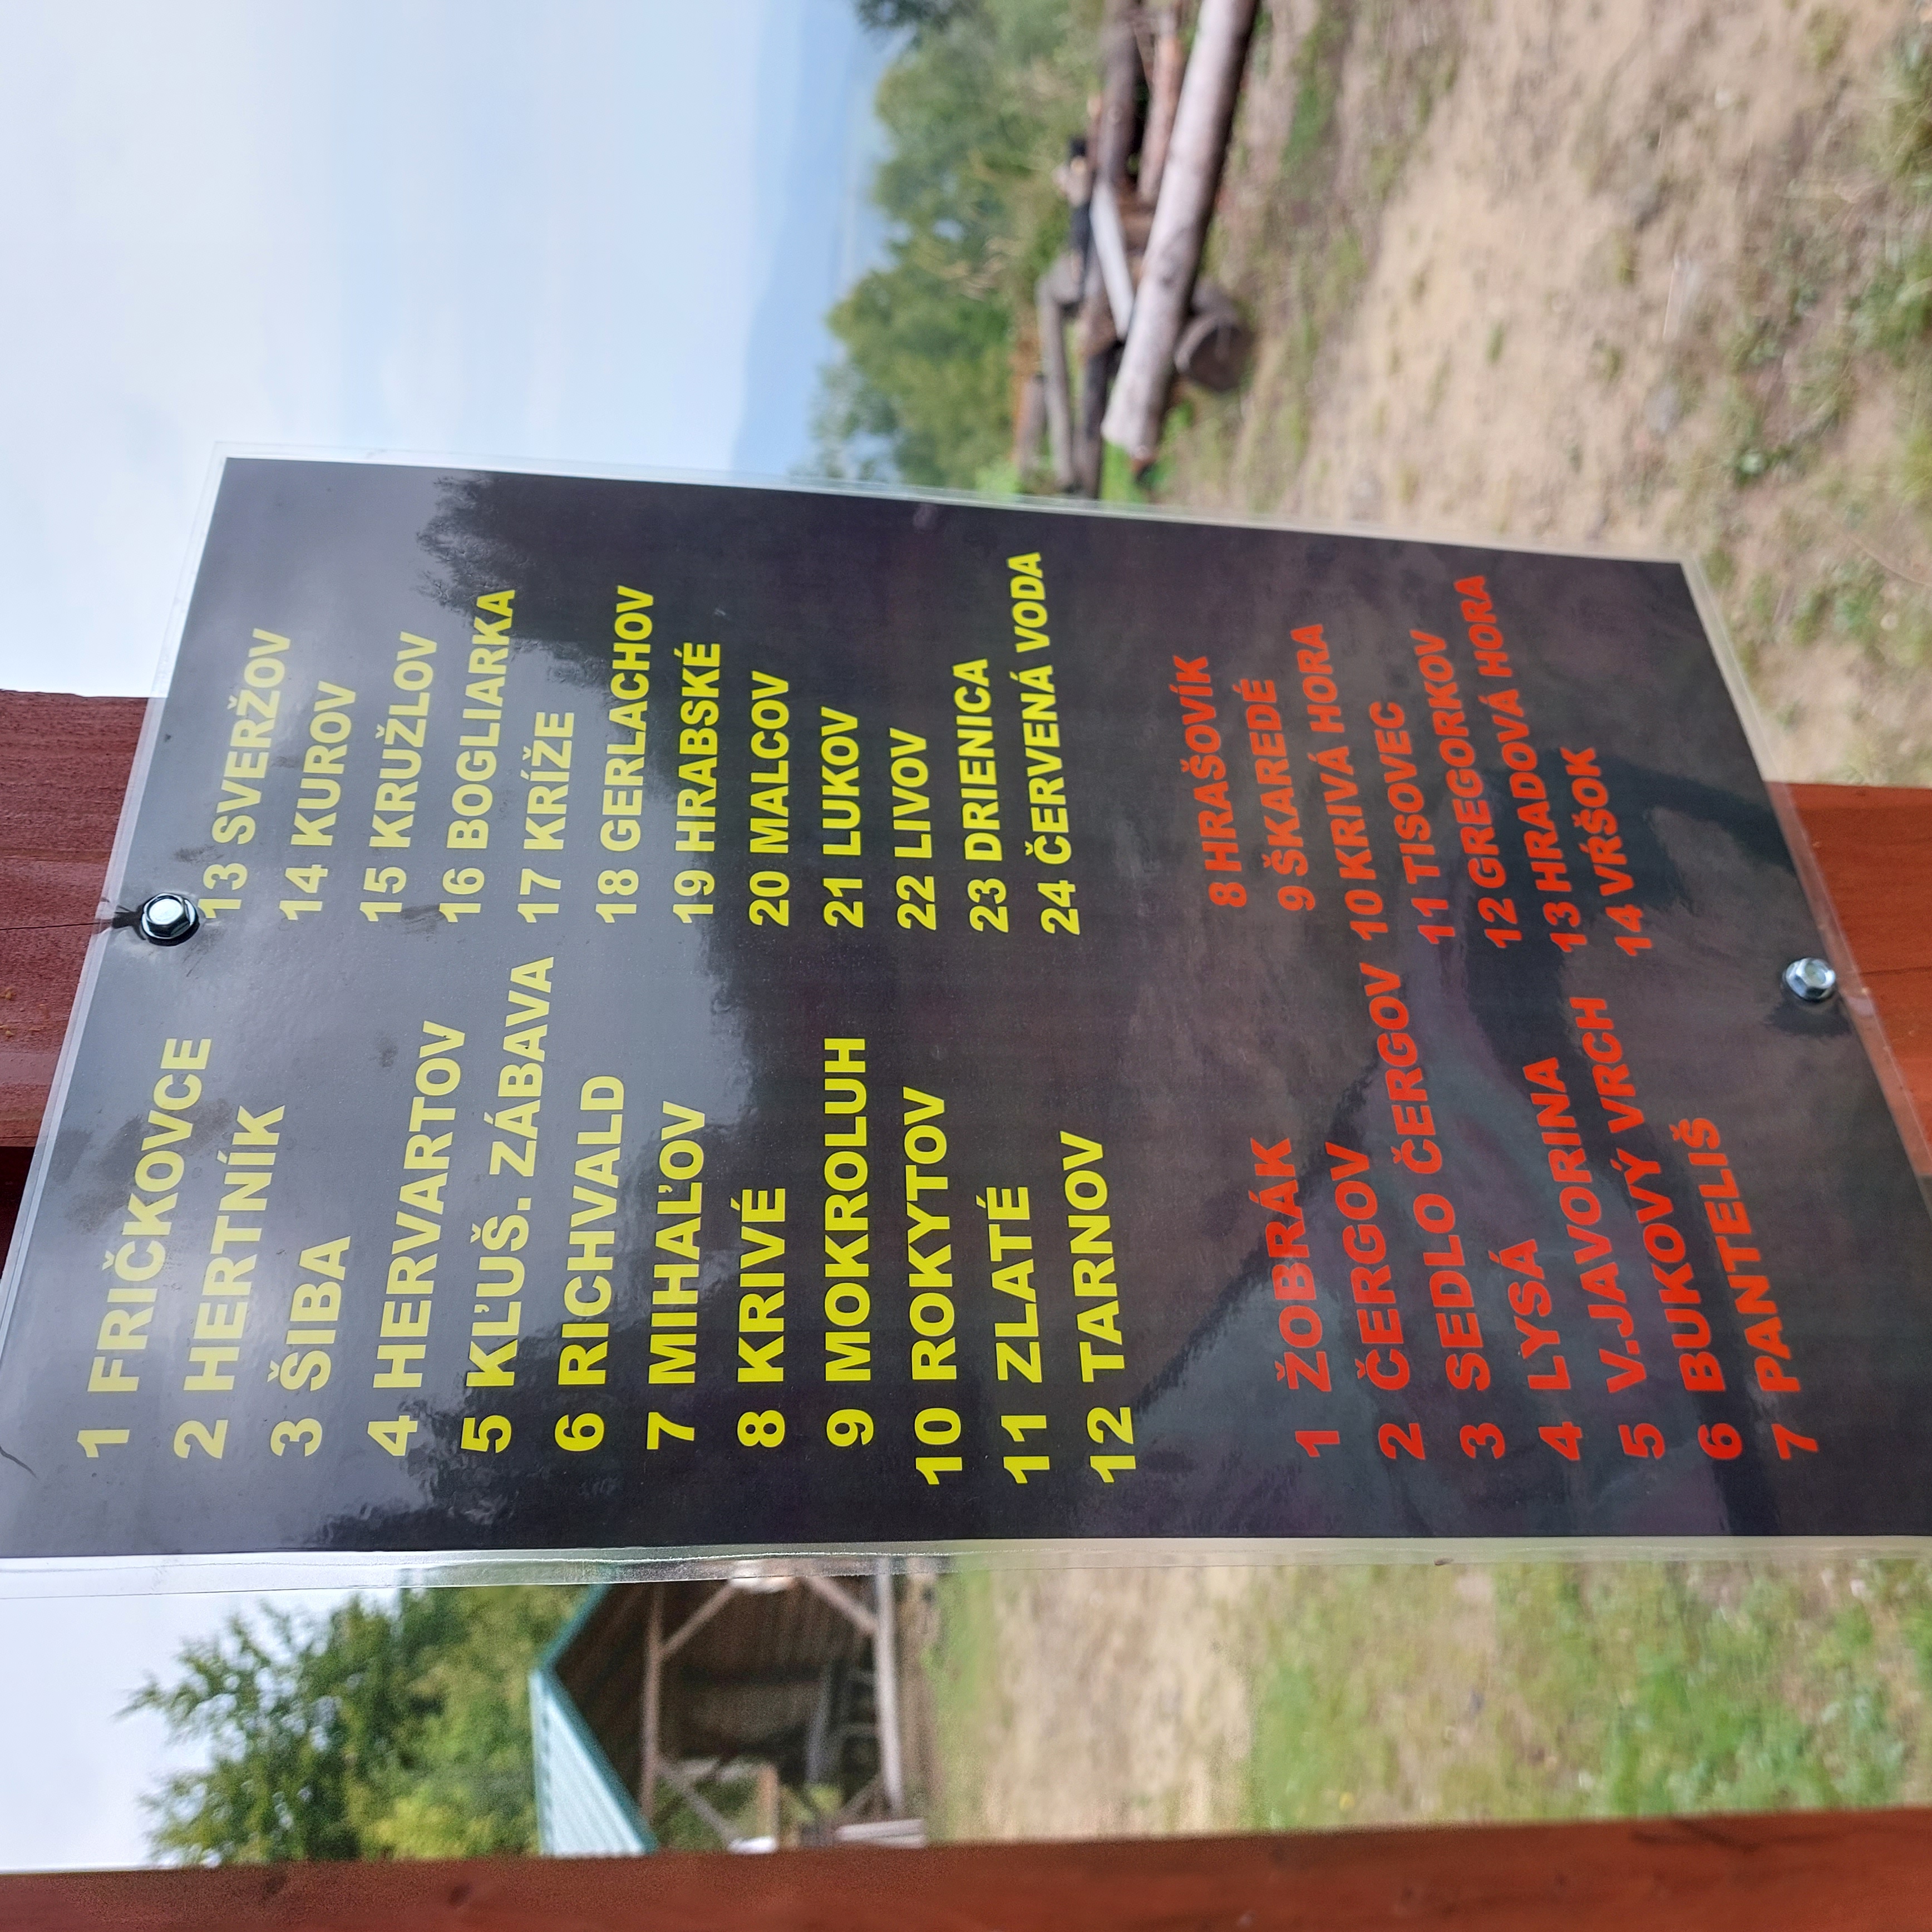 1 FRIČKOVCE
2 HERTNÍK
3 ŠIBA
4 HERVARTOV
5 KĽUŠ. ZÁBAVA
6 RICHVALD
7 MIHAĽOV
8 KRIVÉ
9 MOKROLUH
10 ROKYTOV
11 ZLATÉ
12 TARNOV
13 SVERŽOV
14 KUROV
15 KRUŽLOV
16 BOGLIARKA
17 KRÍŽE
18 GERLACHOV
19 HRABSKÉ
20 MALCOV
21 LUKOV
22 LIVOV
23 DRIENICA
24 ČERVENÁ VODA
1 ŽOBRÁK
2 ČERGOV
3 SEDLO ČERGOV
4 LYSÁ
5 V.JAVORINA
6 BUKOVÝ VRCH
7 PANTELIŠ
8 HRAŠOVÍK
9 ŠKAREDÉ
10 KRIVÁ HORA
11 TISOVEC
12 GREGORKOV
13 HRADOVÁ HORA
14 VŔŠOK